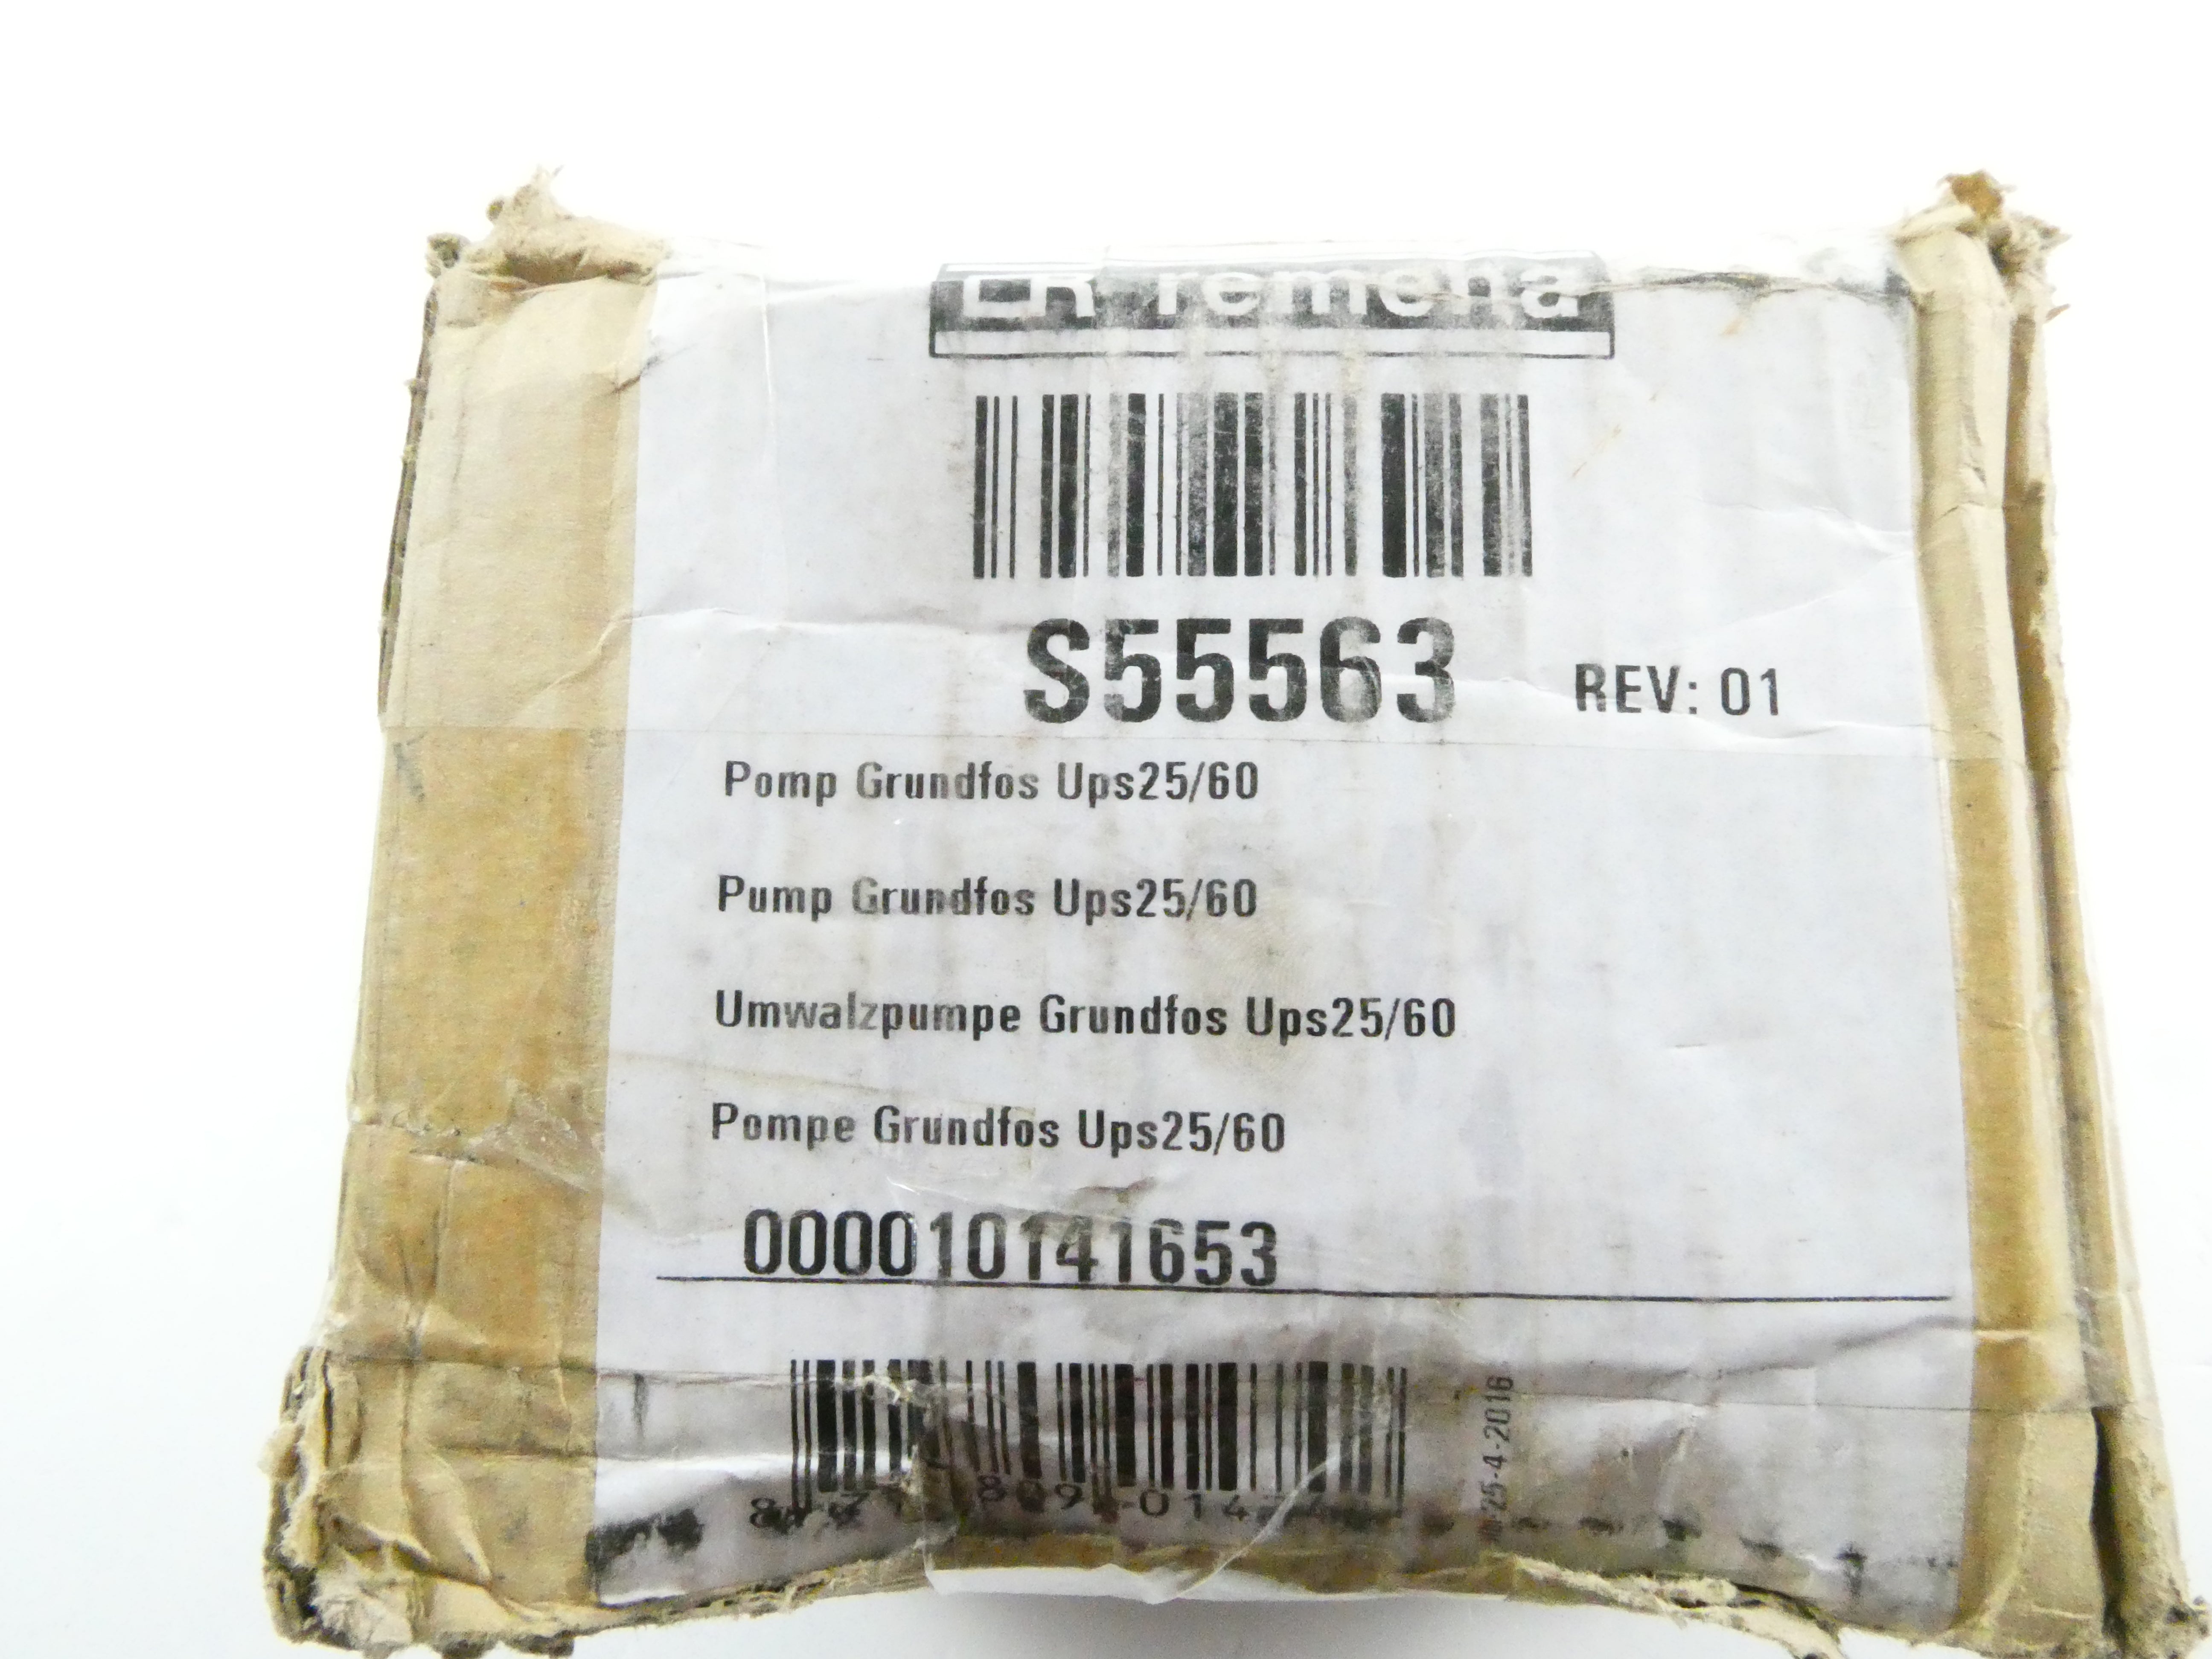 remeha
S55563
REV: 01
Pomp Grundfos Ups25/60
Pump Grundfos Ups25/60
Umwalzpumpe Grundfos Ups25/60
Pompe Grundfos Ups25/60
000010141653
25-4-2016